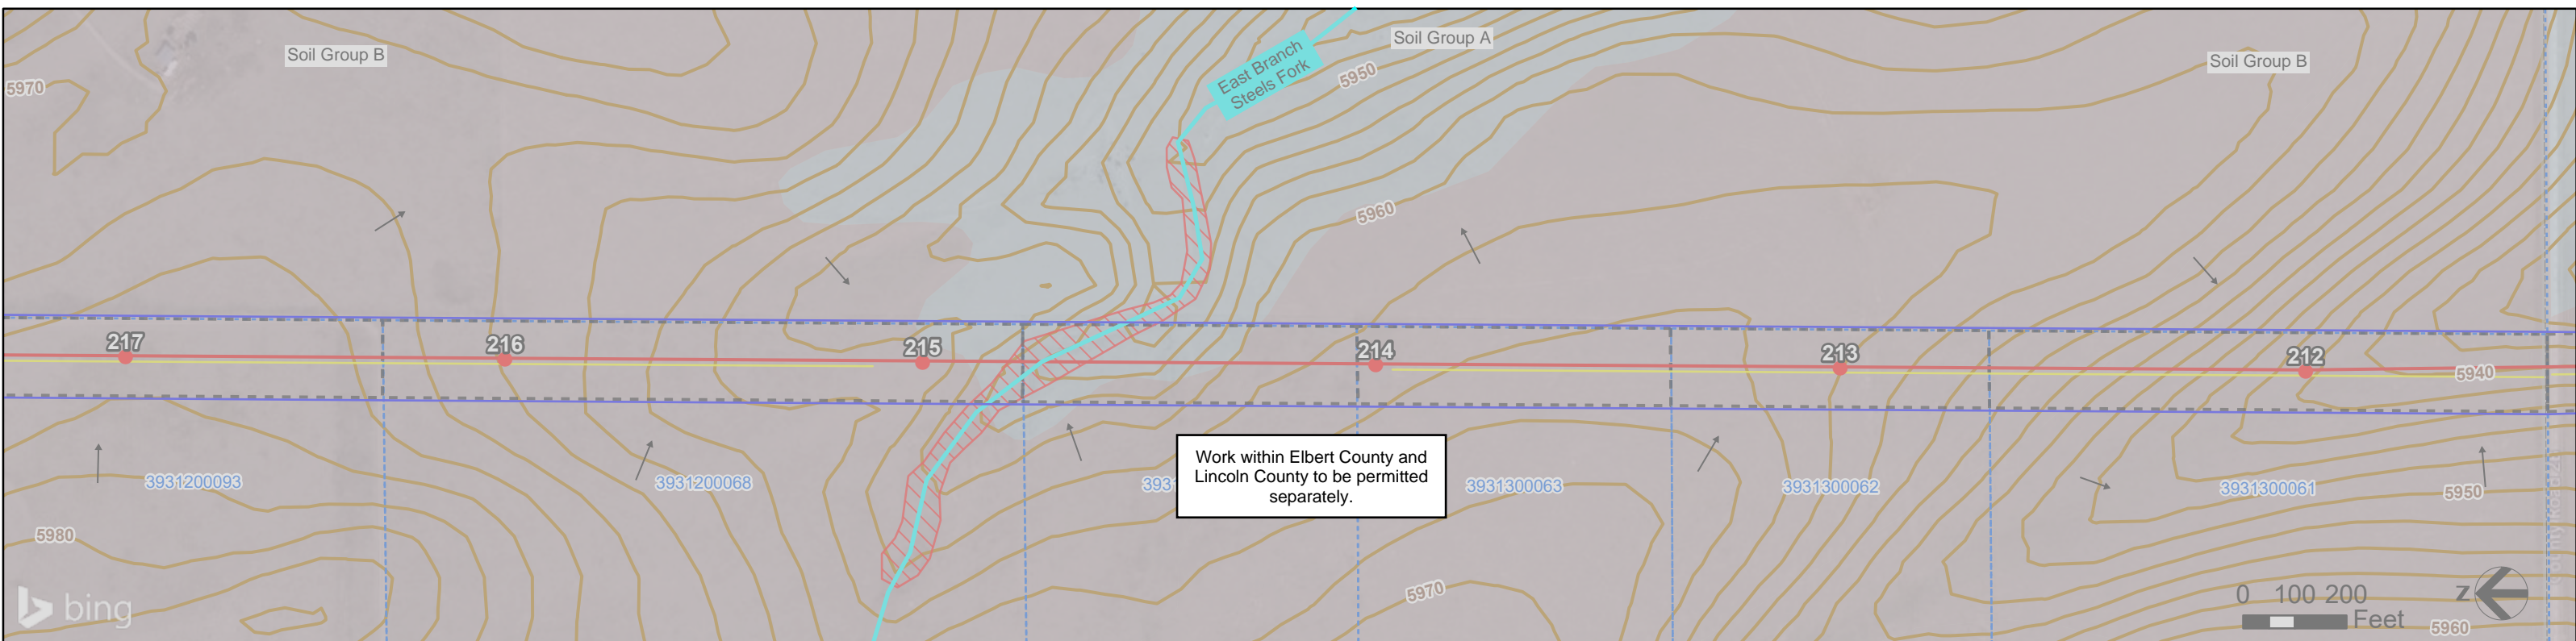 Soil Group B
Soil Group A
Soil Group B
East Branch
Steels Fork
5970
5950
5960
217
216
215
214
213
212
5940
3931200093
3931200068
3931300063
3931300062
3931300061
5950
Work within Elbert County and
Lincoln County to be permitted
separately.
5980
5970
bing
0 100 200
Feet
Z
5960